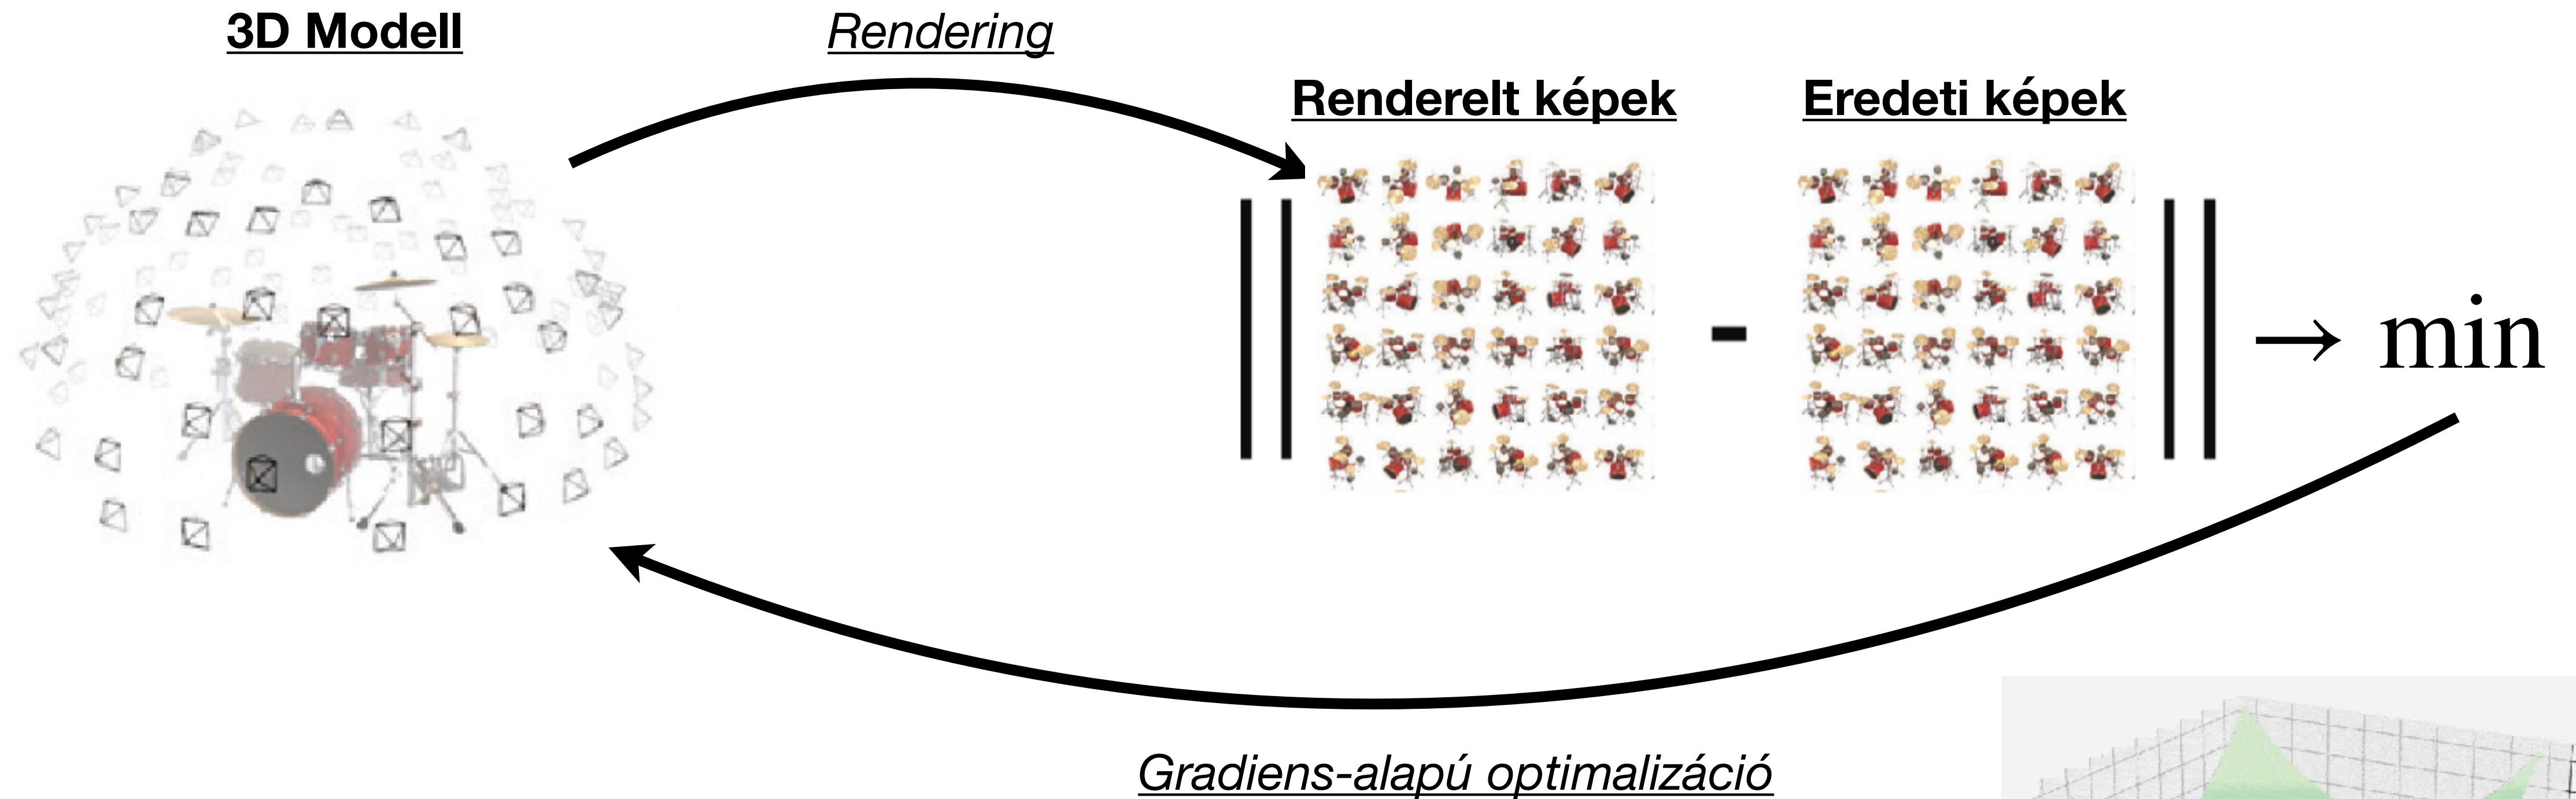 3D Modell
Rendering
Renderelt képek
Eredeti képek
|| - || → min
Gradiens-alapú optimalizáció